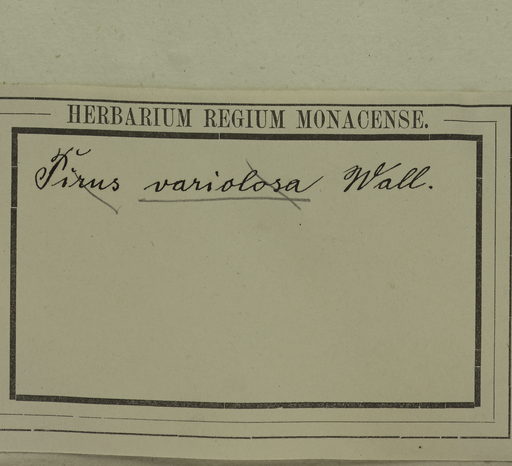 HERBARIUM REGIUM MONACENSE.
Pirus variolosa Wall.